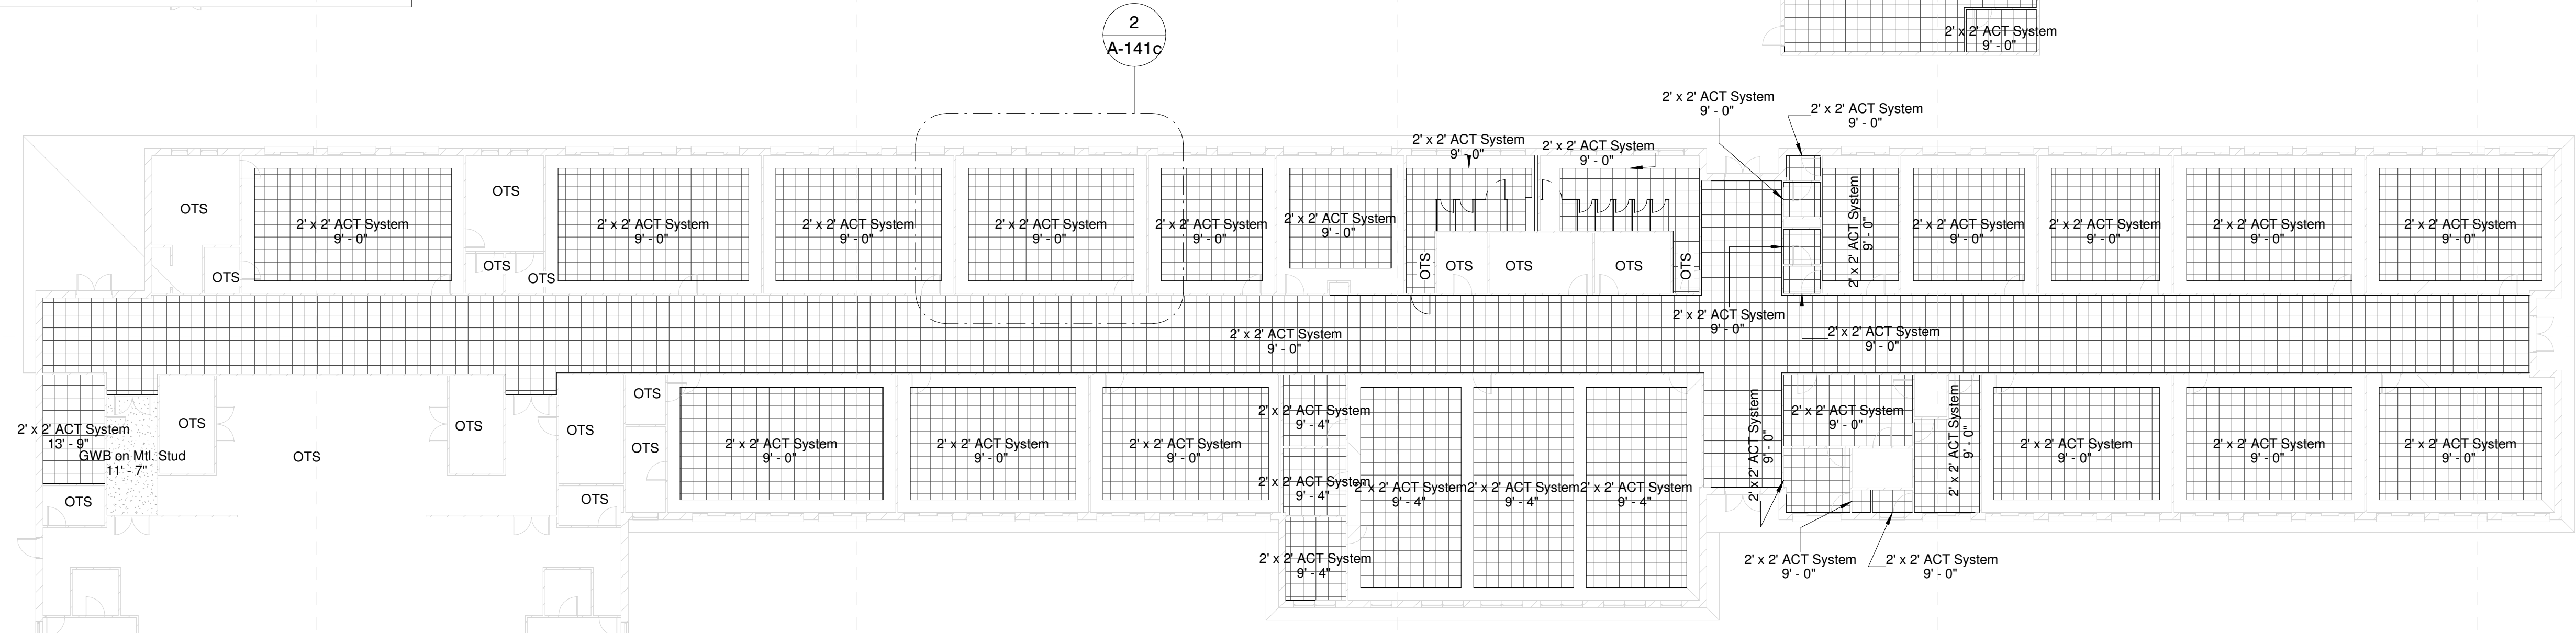 2
A-141c
2' x 2' ACT System
9' - 0"
2' x 2' ACT System
9' - 0"
2' x 2' ACT System
9' - 0"
2' x 2' ACT System
9' - 0"
2' x 2' ACT System
9' - 0"
OTS
2' x 2' ACT System
9' - 0"
OTS
2' x 2' ACT System
9' - 0"
2' x 2' ACT System
9' - 0"
2' x 2' ACT System
9' - 0"
2' x 2' ACT System
9' - 0"
2' x 2' ACT System
9' - 0"
2' x 2' ACT System
9' - 0"
2' x 2' ACT System
9' - 0"
2' x 2' ACT System
9' - 0"
2' x 2' ACT System
9' - 0"
2' x 2' ACT System
9' - 0"
OTS
OTS
OTS
OTS
OTS
OTS
OTS
OTS
2' x 2' ACT System
9' - 0"
2' x 2' ACT System
9' - 0"
2' x 2' ACT System
9' - 0"
2' x 2' ACT System
13' - 9"
GWB on Mtl. Stud
11' - 7"
OTS
OTS
OTS
OTS
OTS
OTS
OTS
OTS
2' x 2' ACT System
9' - 0"
2' x 2' ACT System
9' - 0"
2' x 2' ACT System
9' - 0"
2' x 2' ACT System
9' - 4"
2' x 2' ACT System
9' - 4"
2' x 2' ACT System
9' - 4"
2' x 2' ACT System
9' - 4"
2' x 2' ACT System
9' - 4"
2' x 2' ACT System
9' - 4"
2' x 2' ACT System
9' - 0"
2' x 2' ACT System
9' - 0"
2' x 2' ACT System
9' - 0"
2' x 2' ACT System
9' - 0"
2' x 2' ACT System
9' - 0"
2' x 2' ACT System
9' - 0"
2' x 2' ACT System
9' - 0"
2' x 2' ACT System
9' - 0"